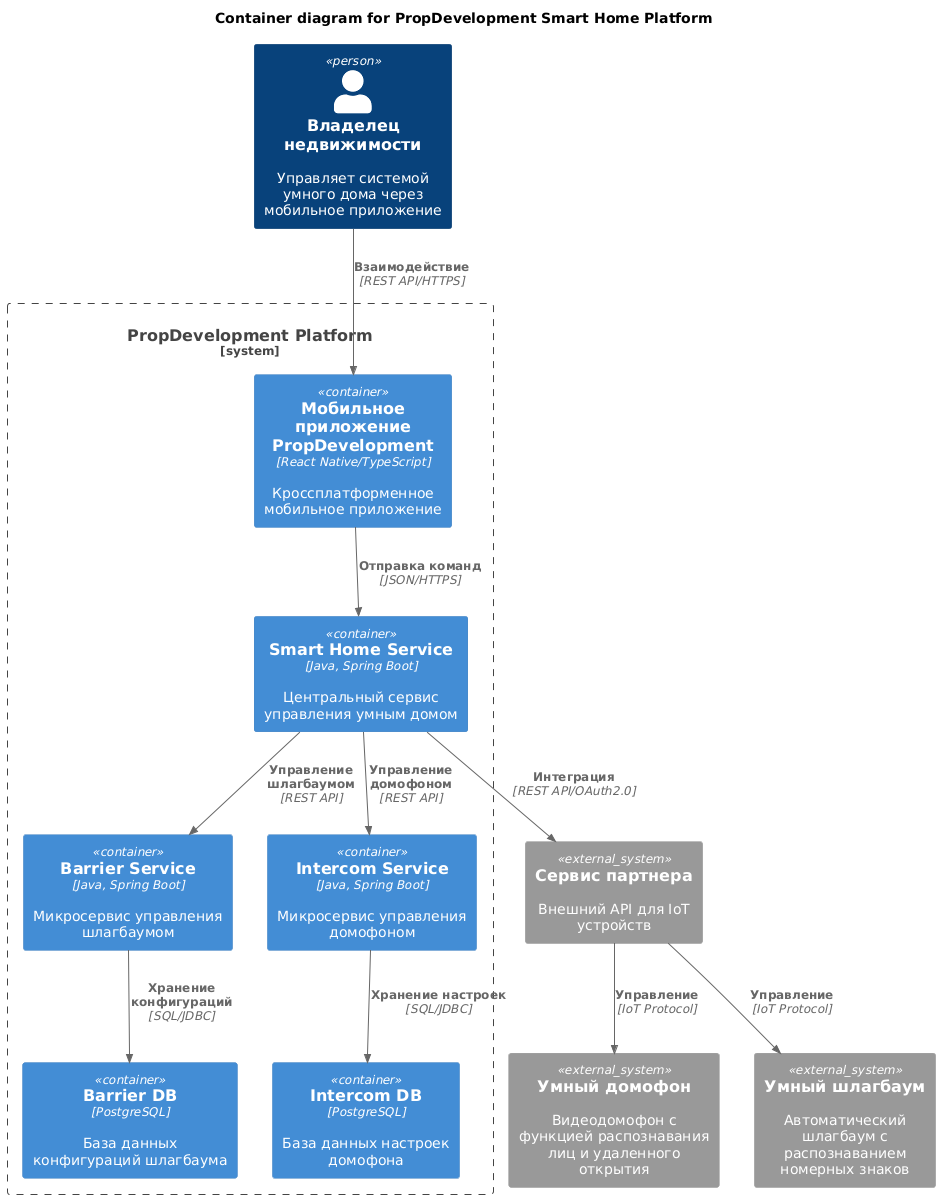 Container diagram for PropDevelopment Smart Home Platform
«person»
Владелец
недвижимости
Управляет системой
умного дома через
мобильное приложение
Взаимодействие
[REST API/HTTPS]
PropDevelopment Platform
[system]
«container»
Мобильное
приложение
PropDevelopment
[React Native/TypeScript]
Кроссплатформенное
мобильное приложение
Отправка команд
[JSON/HTTPS]
«container»
Smart Home Service
[Java, Spring Boot]
Центральный сервис
управления умным домом
Управление
шлагбаумом
[REST API]
Управление
домофоном
[REST API]
Интеграция
[REST API/OAuth2.0]
«container»
Barrier Service
[Java, Spring Boot]
Микросервис управления
шлагбаумом
«container»
Intercom Service
[Java, Spring Boot]
Микросервис управления
домофоном
«external_system»
Сервис партнера
Внешний API для IoT
устройств
Хранение
конфигураций
[SQL/JDBC]
Хранение настроек
[SQL/JDBC]
Управление
[IoT Protocol]
Управление
[IoT Protocol]
«container»
Barrier DB
[PostgreSQL]
База данных
конфигураций шлагбаума
«container»
Intercom DB
[PostgreSQL]
База данных настроек
домофона
«external_system»
Умный домофон
Видеодомофон с
функцией распознавания
лиц и удаленного
открытия
«external_system»
Умный шлагбаум
Автоматический
шлагбаум с
распознаванием
номерных знаков